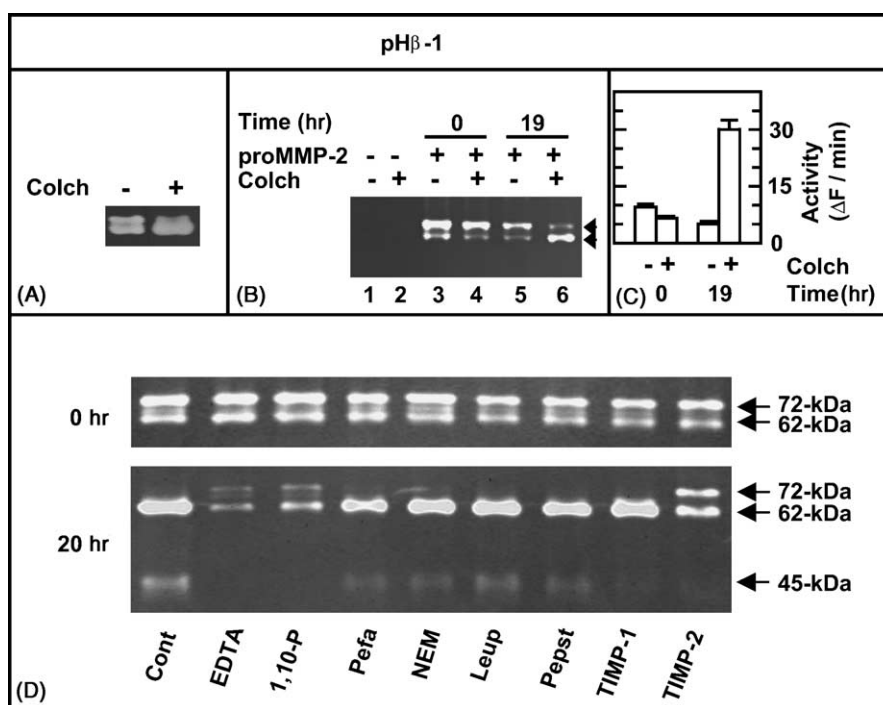 pHβ-1
Colch - +
(A)
Time (hr) 0 19
proMMP-2 - - + + + +
Colch - + - + - +
(B) 1 2 3 4 5 6
30
15
0
Activity
(ΔF / min)
- + - + Colch
(C) 0 19 Time(hr)
0 hr
72-kDa
62-kDa
20 hr
72-kDa
62-kDa
45-kDa
(D) Cont EDTA 1,10-P Pefa NEM Leup Pepst TIMP-1 TIMP-2